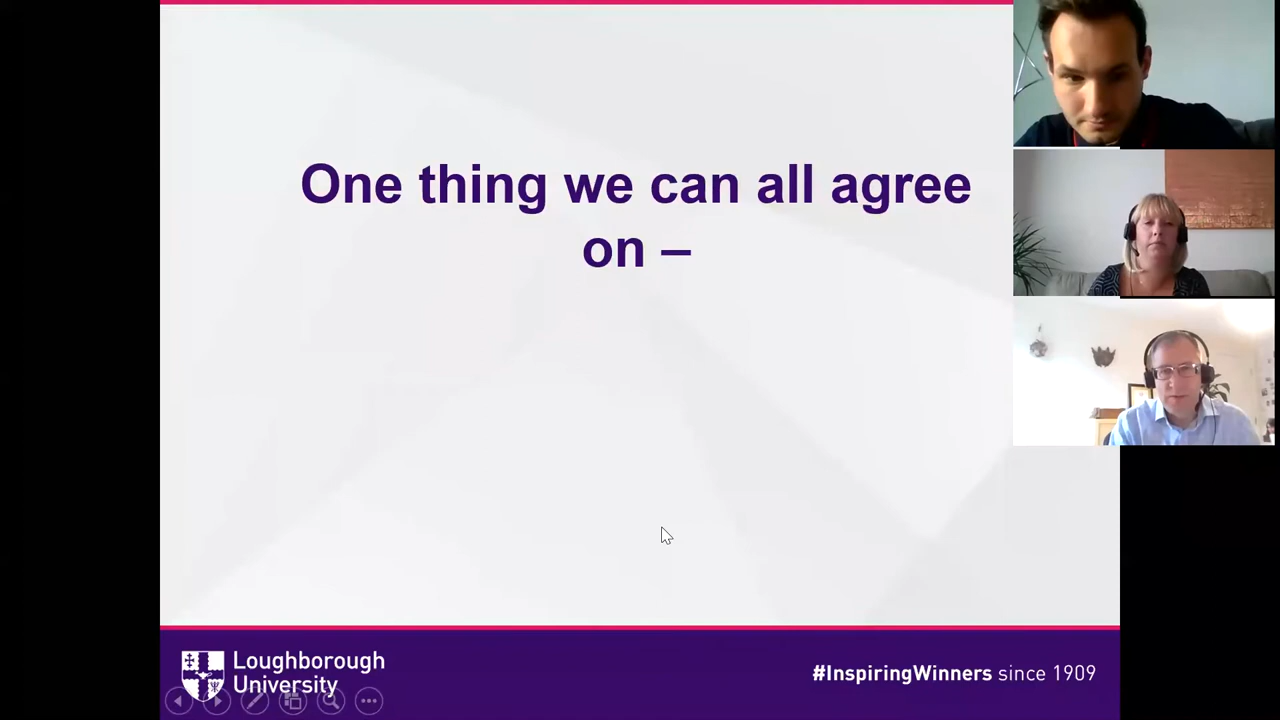 One thing we can all agree
on –
Loughborough
University
#InspiringWinners since 1909